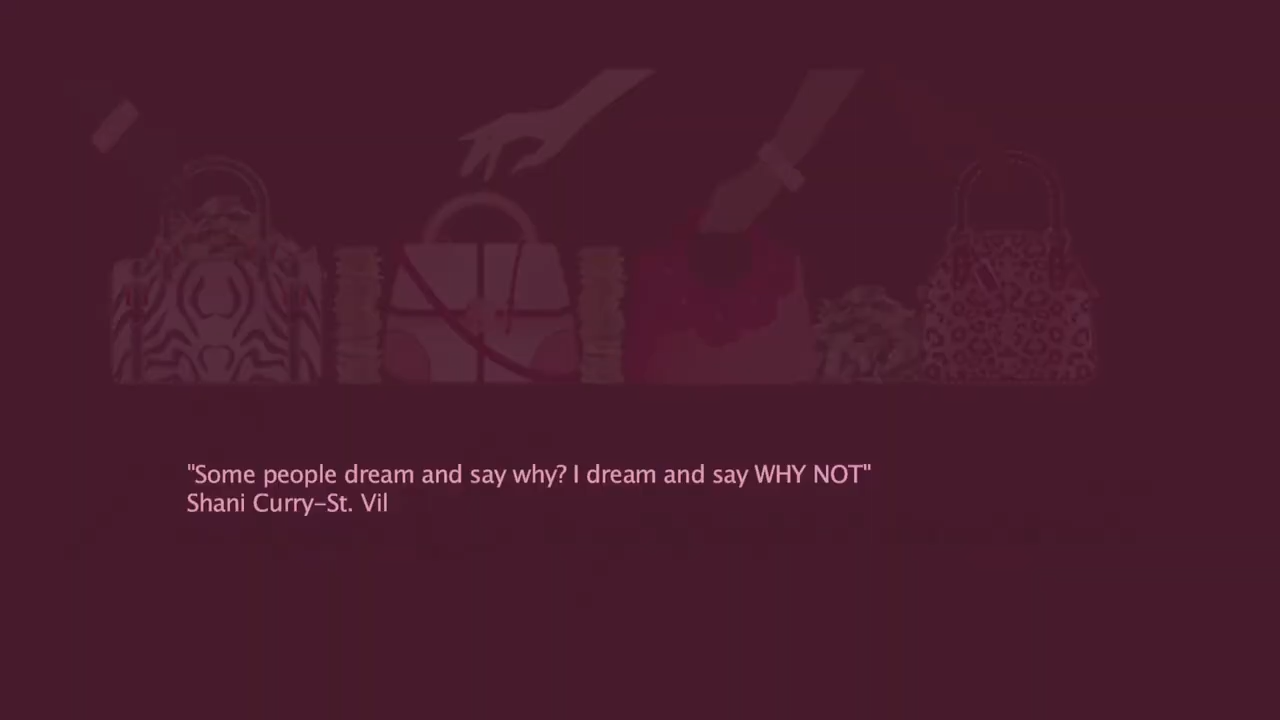 "Some people dream and say why? I dream and say WHY NOT"
Shani Curry-St. Vil